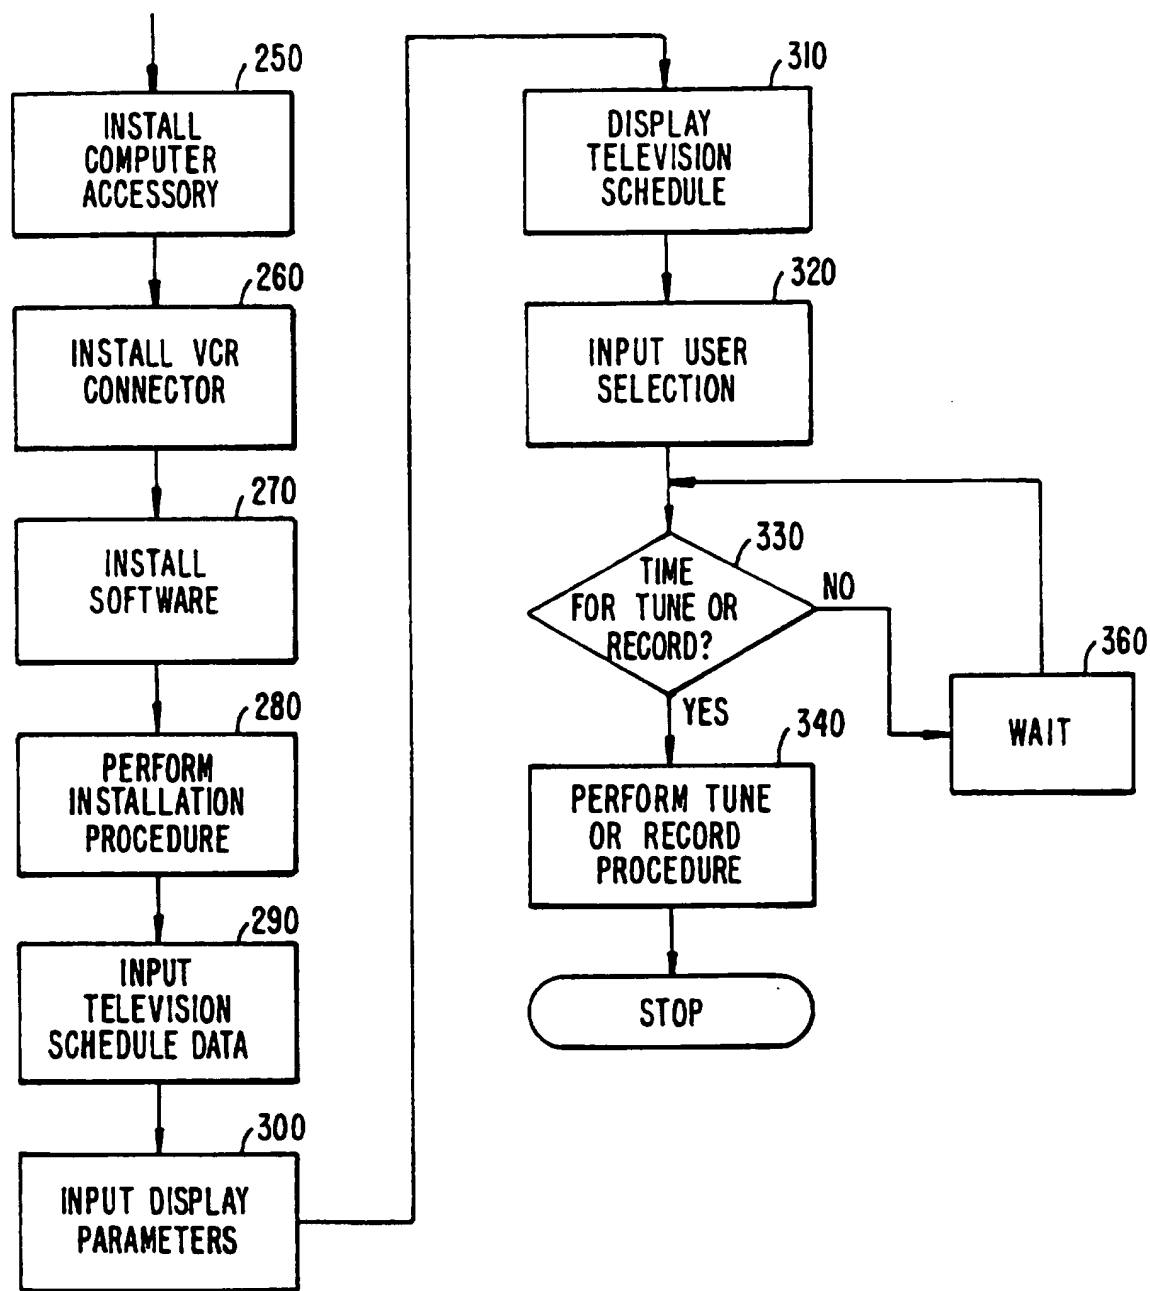 250
INSTALL
COMPUTER
ACCESSORY
260
INSTALL VCR
CONNECTOR
270
INSTALL
SOFTWARE
280
PERFORM
INSTALLATION
PROCEDURE
290
INPUT
TELEVISION
SCHEDULE DATA
300
INPUT DISPLAY
PARAMETERS
310
DISPLAY
TELEVISION
SCHEDULE
320
INPUT USER
SELECTION
330
TIME
FOR TUNE OR
RECORD?
NO
YES
360
WAIT
340
PERFORM TUNE
OR RECORD
PROCEDURE
STOP